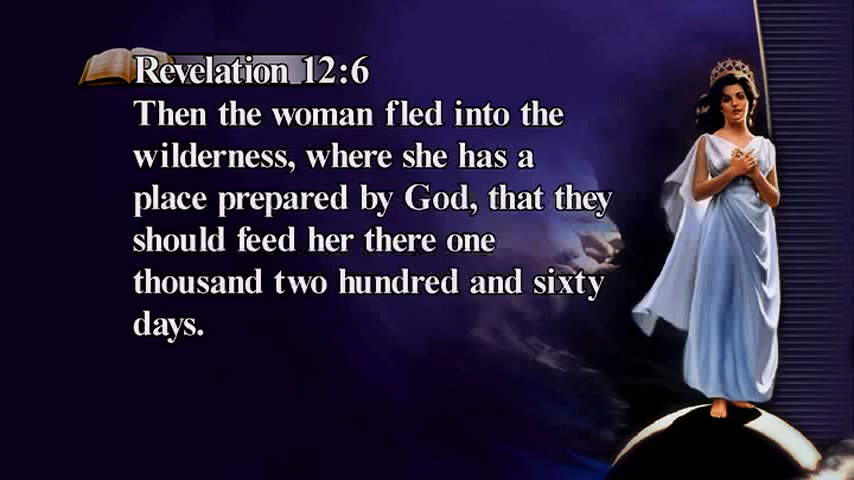 Revelation 12:6
Then the woman fled into the
wilderness, where she has a
place prepared by God, that they
should feed her there one
thousand two hundred and sixty
days.